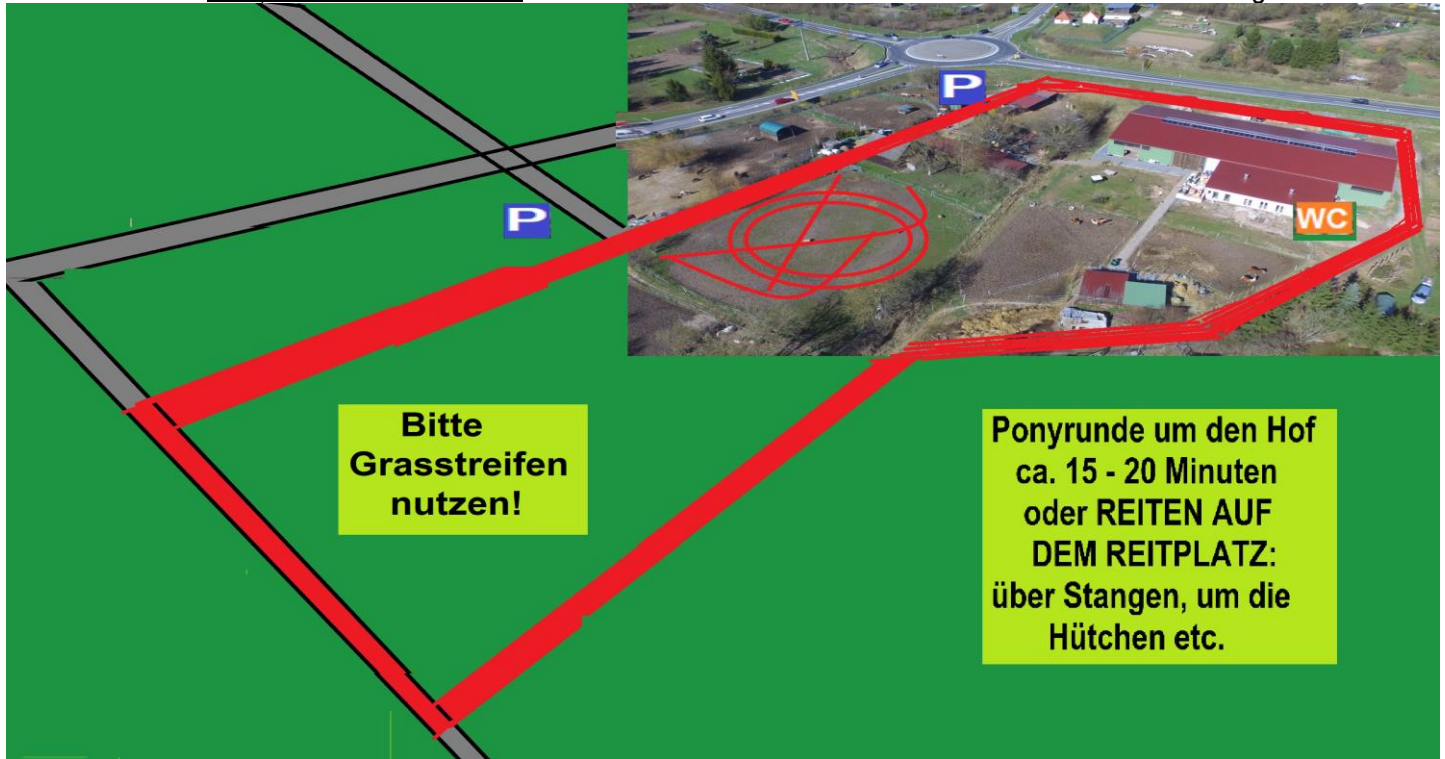 P
P
WC
Bitte
Grasstreifen
nutzen!
Ponyrunde um den Hof
ca. 15 - 20 Minuten
oder REITEN AUF
DEM REITPLATZ:
über Stangen, um die
Hütchen etc.